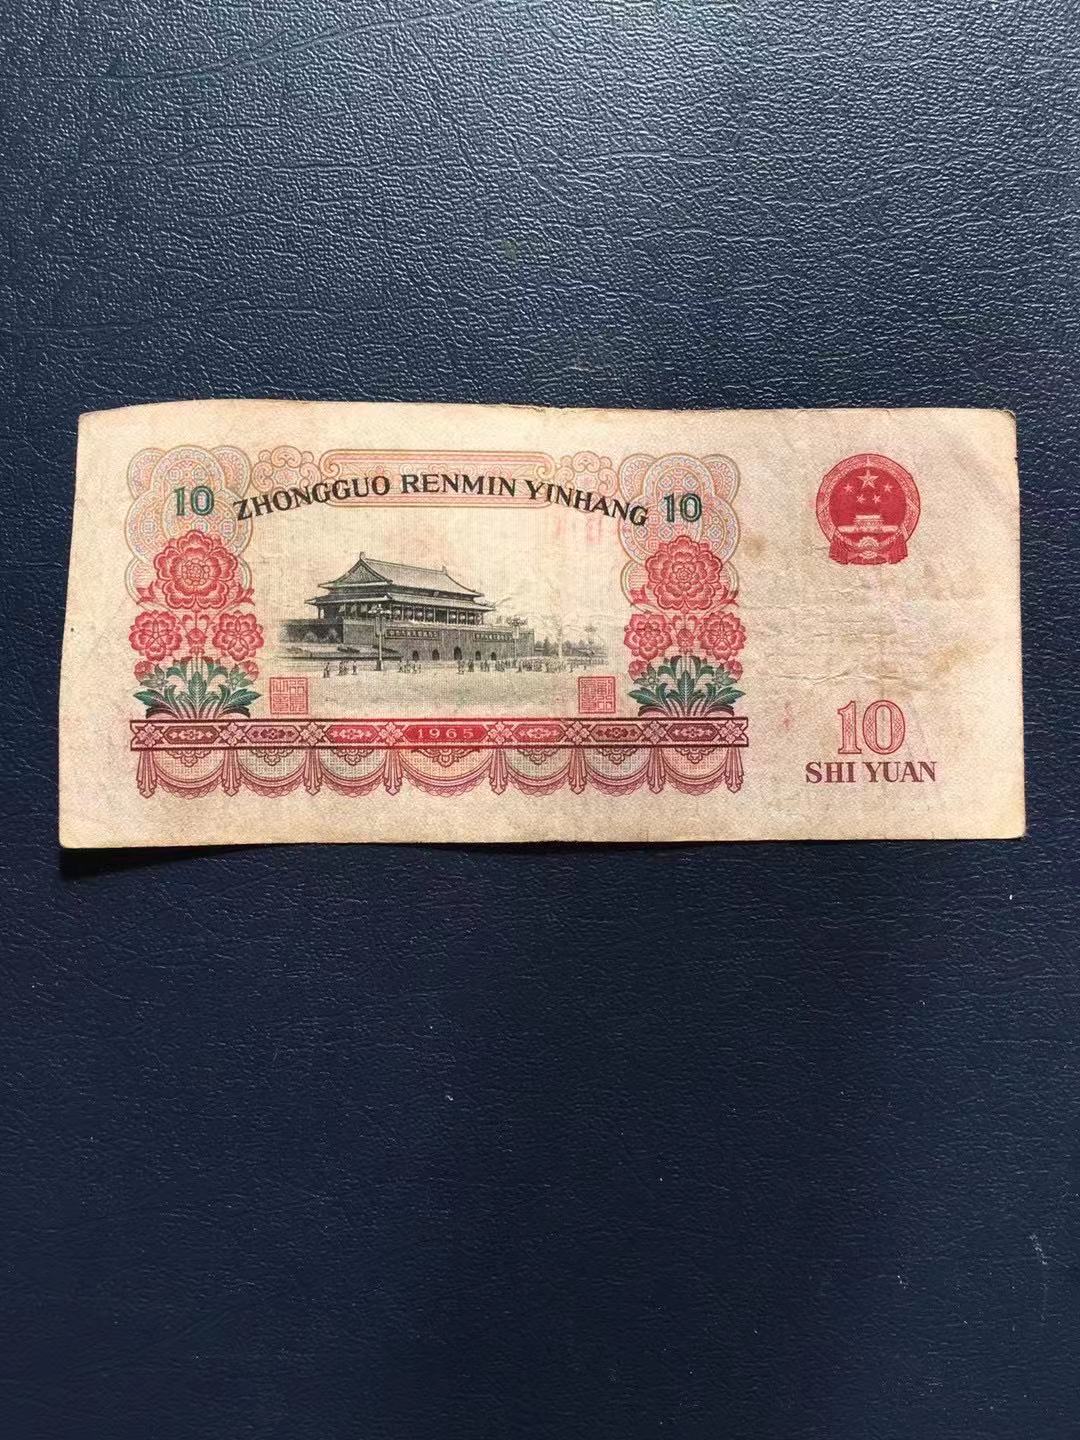 10 ZHONGGUO RENMIN YINHANG 10
1965
10
SHI YUAN